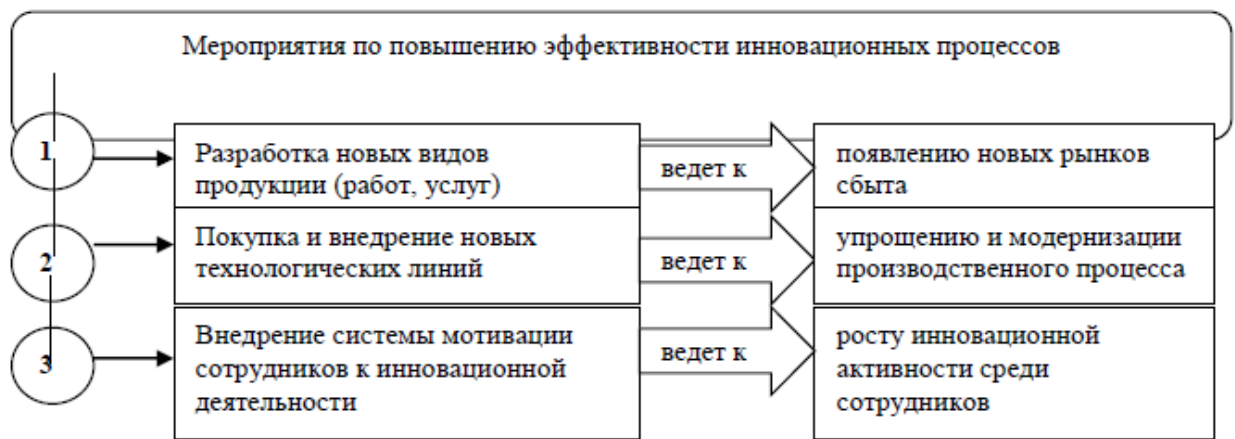 Мероприятия по повышению эффективности инновационных процессов
1
Разработка новых видов
продукции (работ, услуг)
ведет к
появлению новых рынков
сбыта
2
Покупка и внедрение новых
технологических линий
ведет к
упрощению и модернизации
производственного процесса
3
Внедрение системы мотивации
сотрудников к инновационной
деятельности
ведет к
росту инновационной
активности среди
сотрудников